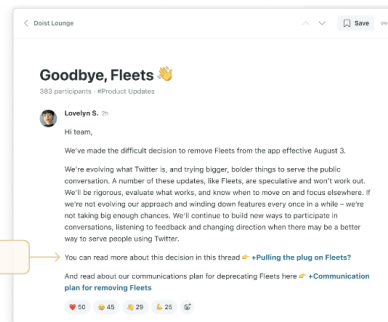 Doist Lounge
Save
Goodbye, Fleets 👋
383 participants · #Product Updates
Lovelyn S. 2h
Hi team,
We've made the difficult decision to remove Fleets from the app effective August 3.
We're evolving what Twitter is, and trying bigger, bolder things to serve the public
conversation. A number of these updates, like Fleets, are speculative and won't work out.
We'll be rigorous, evaluate what works, and know when to move on and focus elsewhere. If
we're not evolving our approach and winding down features every once in a while – we're
not taking big enough chances. We'll continue to build new ways to participate in
conversations, listening to feedback and changing direction when there may be a better
way to serve people using Twitter.
You can read more about this decision in this thread 👉 +Pulling the plug on Fleets?
And read about our communications plan for deprecating Fleets here 👉 +Communication
plan for removing Fleets
❤️ 50 😄 45 👏 29 💪 25